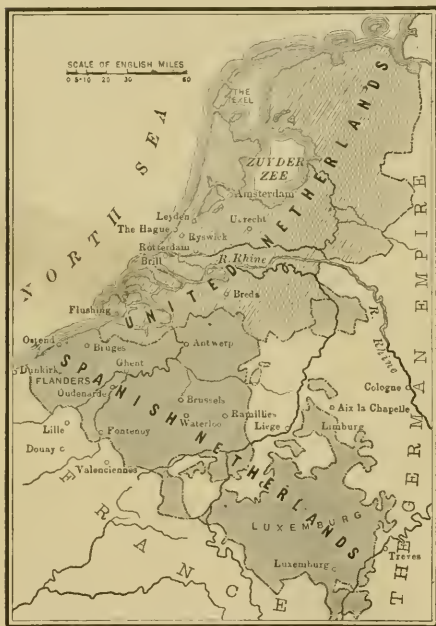 SCALE OF ENGLISH MILES
0 5 10 20 30 60
THE TEXEL
NORTH SEA
ZUYDER
ZEE
Amsterdam
Leyden
Utrecht
The Hague
Ryswick
Rotterdam
Brill
R. Rhine
UNITED NETHERLANDS
Flushing
Breda
R. Rhine
Ostend
Bruges
Antwerp
Dunkirk
Ghent
FLANDERS
Oudenarde
Cologne
Brussels
Aix la Chapelle
Lille
Waterloo
Ramillies
Liege
Limburg
Douay
Fontenoy
Valenciennes
SPANISH NETHERLANDS
LUXEMBURG
Luxemburg
Treves
FRANCE
THE GERMAN EMPIRE